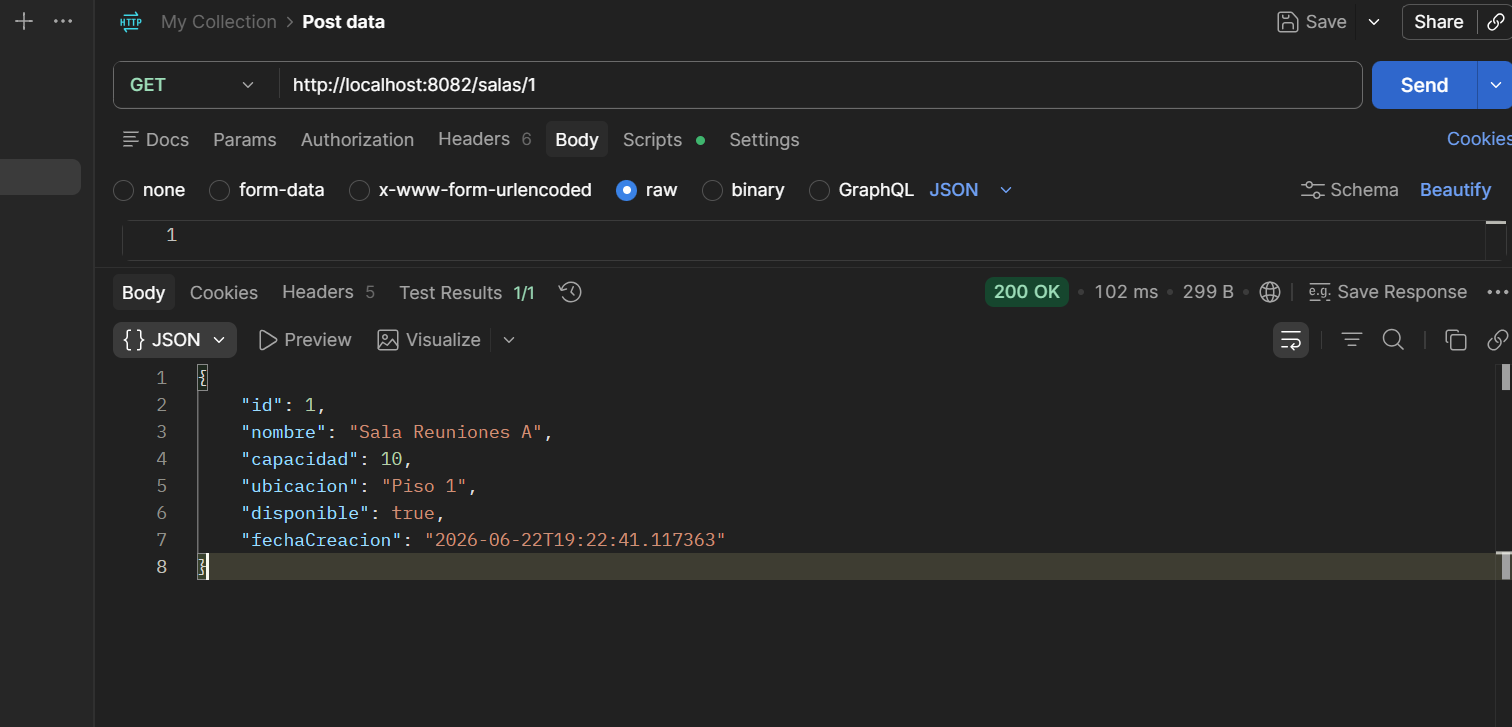 HTTP My Collection > Post data Save Share
GET http://localhost:8082/salas/1 Send
Docs Params Authorization Headers 6 Body Scripts Settings Cookies
none form-data x-www-form-urlencoded raw binary GraphQL JSON Schema Beautify
1
Body Cookies Headers 5 Test Results 1/1 200 OK • 102 ms • 299 B • e.g. Save Response
{} JSON Preview Visualize
1 {
2 "id": 1,
3 "nombre": "Sala Reuniones A",
4 "capacidad": 10,
5 "ubicacion": "Piso 1",
6 "disponible": true,
7 "fechaCreacion": "2026-06-22T19:22:41.117363"
8 }